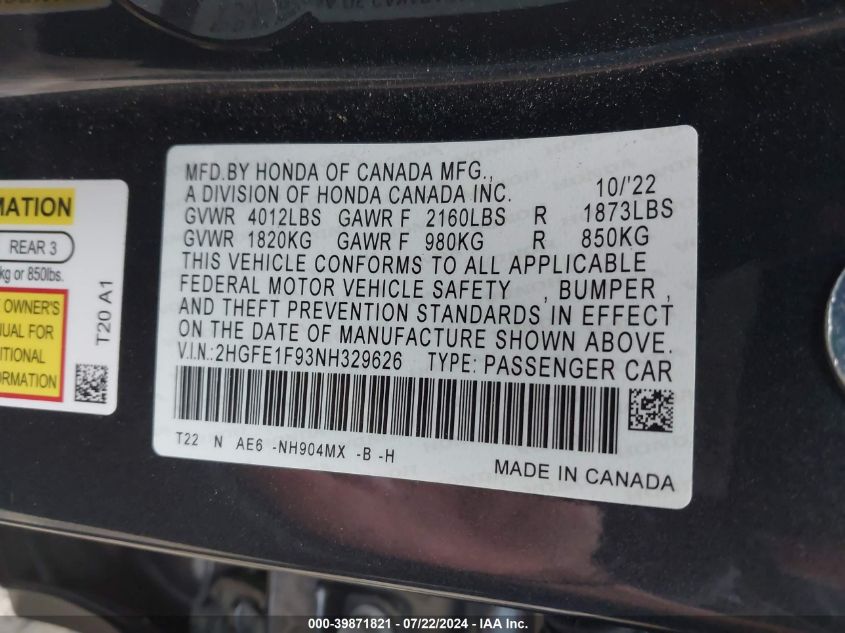 MFD.BY HONDA OF CANADA MFG.,
A DIVISION OF HONDA CANADA INC. 10/'22
GVWR 4012LBS GAWR F 2160LBS R 1873LBS
GVWR 1820KG GAWR F 980KG R 850KG
THIS VEHICLE CONFORMS TO ALL APPLICABLE
FEDERAL MOTOR VEHICLE SAFETY , BUMPER ,
AND THEFT PREVENTION STANDARDS IN EFFECT
ON THE DATE OF MANUFACTURE SHOWN ABOVE.
V.I.N.: 2HGFE1F93NH329626 TYPE: PASSENGER CAR
T22 N AE6 -NH904MX -B -H
MADE IN CANADA
MATION
REAR 3
kg or 850lbs.
OWNER'S
UAL FOR
ITIONAL
ORMATION
T20 A1
000-39871821 - 07/22/2024 - IAA Inc.